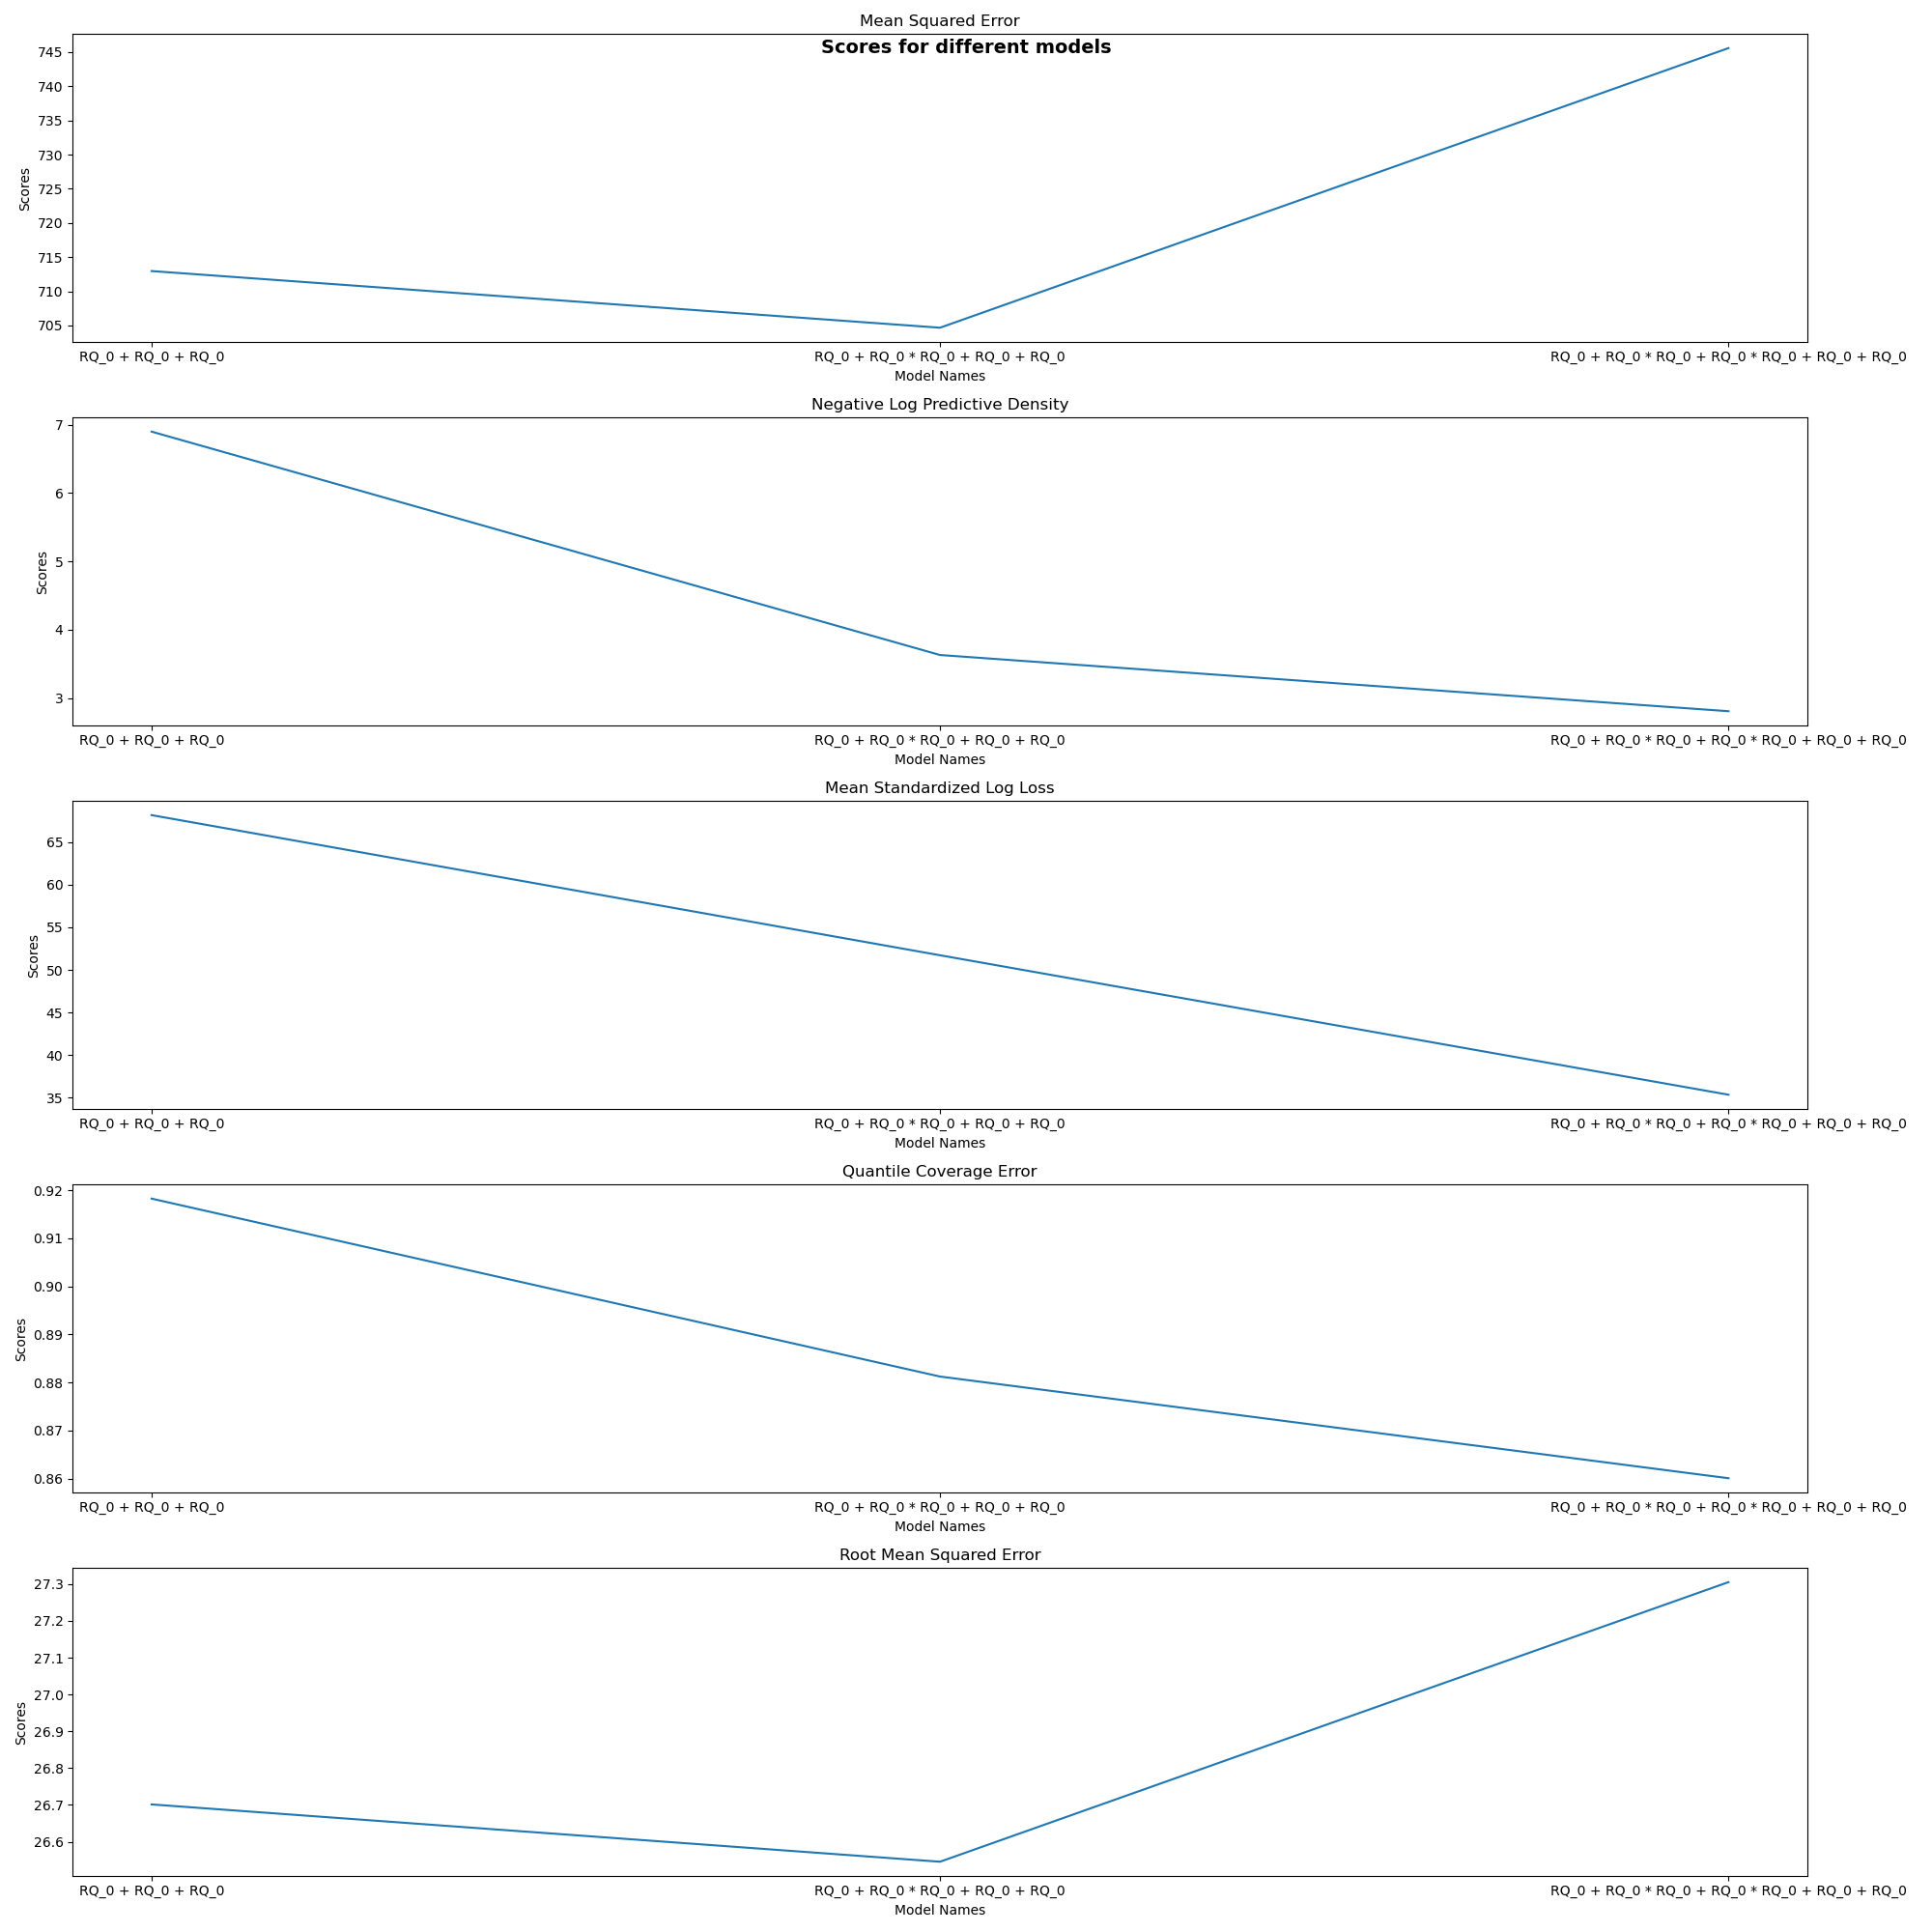 Mean Squared Error
Scores for different models
745
740
735
730
725
720
715
710
705
Scores
RQ_0 + RQ_0 + RQ_0
RQ_0 + RQ_0 * RQ_0 + RQ_0 + RQ_0
RQ_0 + RQ_0 * RQ_0 + RQ_0 * RQ_0 + RQ_0 + RQ_0
Model Names
Negative Log Predictive Density
7
6
5
4
3
Scores
RQ_0 + RQ_0 + RQ_0
RQ_0 + RQ_0 * RQ_0 + RQ_0 + RQ_0
RQ_0 + RQ_0 * RQ_0 + RQ_0 * RQ_0 + RQ_0 + RQ_0
Model Names
Mean Standardized Log Loss
65
60
55
50
45
40
35
Scores
RQ_0 + RQ_0 + RQ_0
RQ_0 + RQ_0 * RQ_0 + RQ_0 + RQ_0
RQ_0 + RQ_0 * RQ_0 + RQ_0 * RQ_0 + RQ_0 + RQ_0
Model Names
Quantile Coverage Error
0.92
0.91
0.90
0.89
0.88
0.87
0.86
Scores
RQ_0 + RQ_0 + RQ_0
RQ_0 + RQ_0 * RQ_0 + RQ_0 + RQ_0
RQ_0 + RQ_0 * RQ_0 + RQ_0 * RQ_0 + RQ_0 + RQ_0
Model Names
Root Mean Squared Error
27.3
27.2
27.1
27.0
26.9
26.8
26.7
26.6
Scores
RQ_0 + RQ_0 + RQ_0
RQ_0 + RQ_0 * RQ_0 + RQ_0 + RQ_0
RQ_0 + RQ_0 * RQ_0 + RQ_0 * RQ_0 + RQ_0 + RQ_0
Model Names